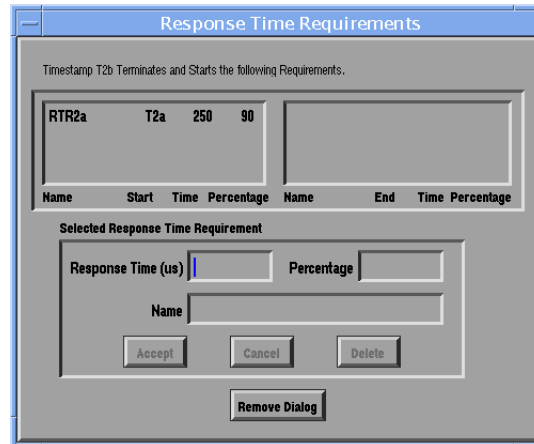 Response Time Requirements
Timestamp T2b Terminates and Starts the following Requirements.
RTR2a T2a 250 90
Name Start Time Percentage Name End Time Percentage
Selected Response Time Requirement
Response Time (us) Percentage
Name
Accept Cancel Delete
Remove Dialog